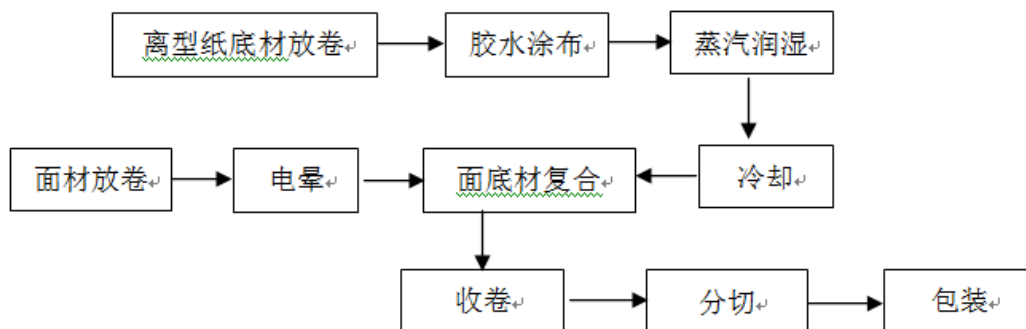 离型纸底材放卷
胶水涂布
蒸汽润湿
面材放卷
电晕
面底材复合
冷却
收卷
分切
包装